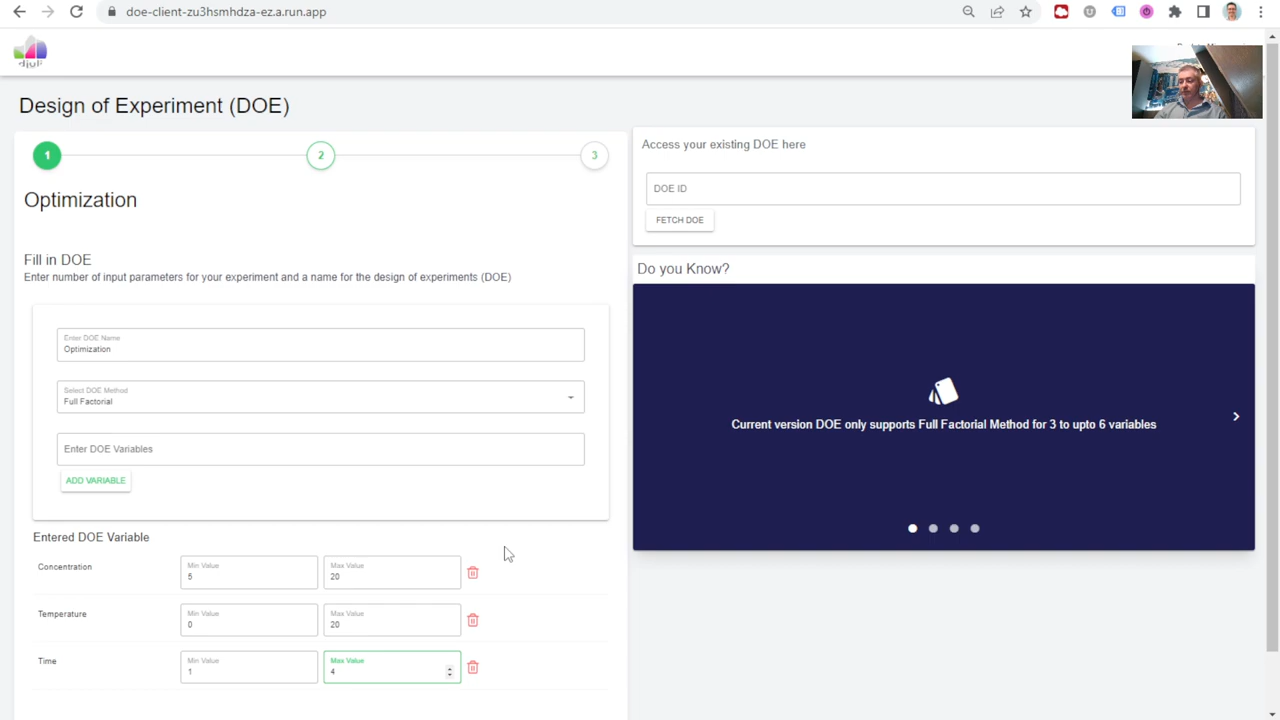 doe-client-zu3hsmhdza-ez.a.run.app
djuli
Design of Experiment (DOE)
1
2
3
Optimization
Fill in DOE
Enter number of input parameters for your experiment and a name for the design of experiments (DOE)
Enter DOE Name
Optimization
Select DOE Method
Full Factorial
Enter DOE Variables
ADD VARIABLE
Entered DOE Variable
Concentration
Min Value
5
Max Value
20
Temperature
Min Value
0
Max Value
20
Time
Min Value
1
Max Value
4
Access your existing DOE here
DOE ID
FETCH DOE
Do you Know?
Current version DOE only supports Full Factorial Method for 3 to upto 6 variables